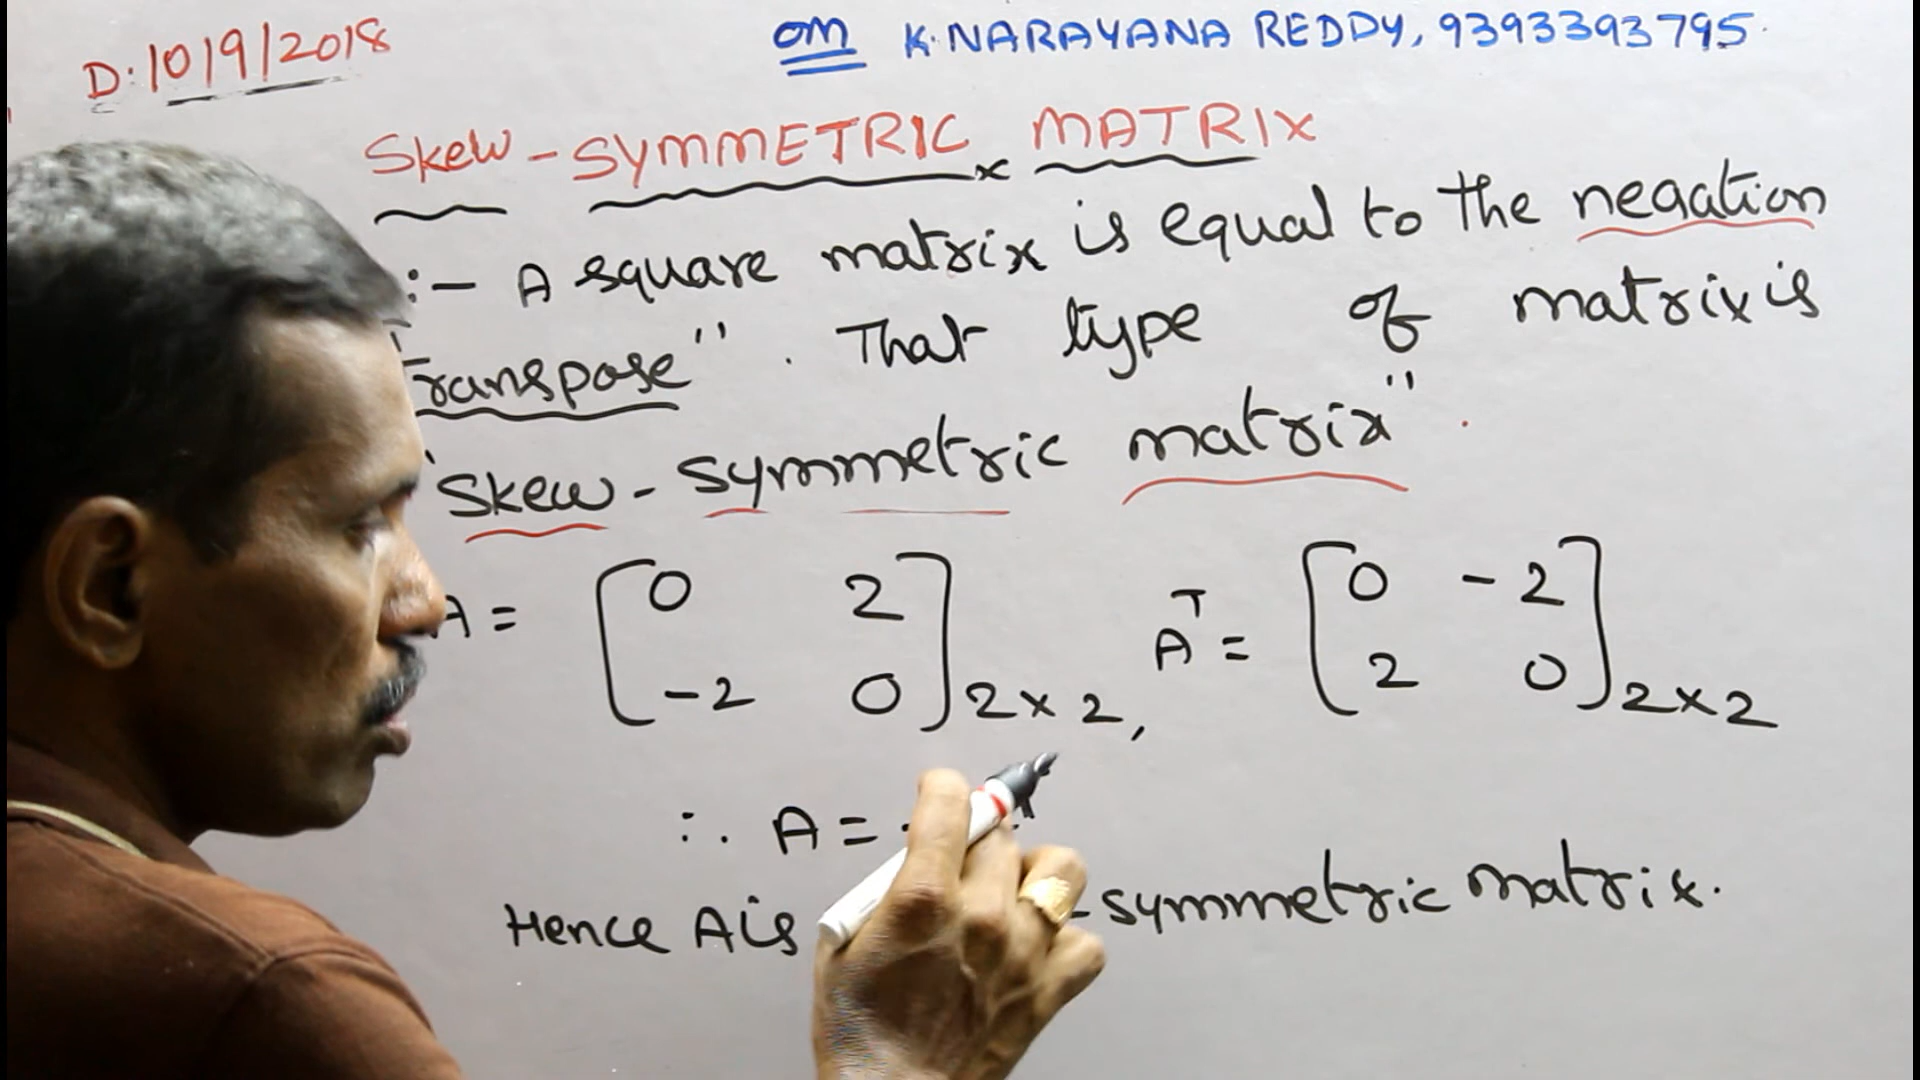 D:10/9/2018
om K.NARAYANA REDDY, 9393393795.
Skew-SYMMETRIC MATRIX
:- A square matrix is equal to the negation
Transpose". That type of matrix is
"Skew-symmetric matrix".
A = [0 2 -2 0]2×2, A^T = [0 -2 2 0]2×2
∴ A =
Hence A is -symmetric matrix.